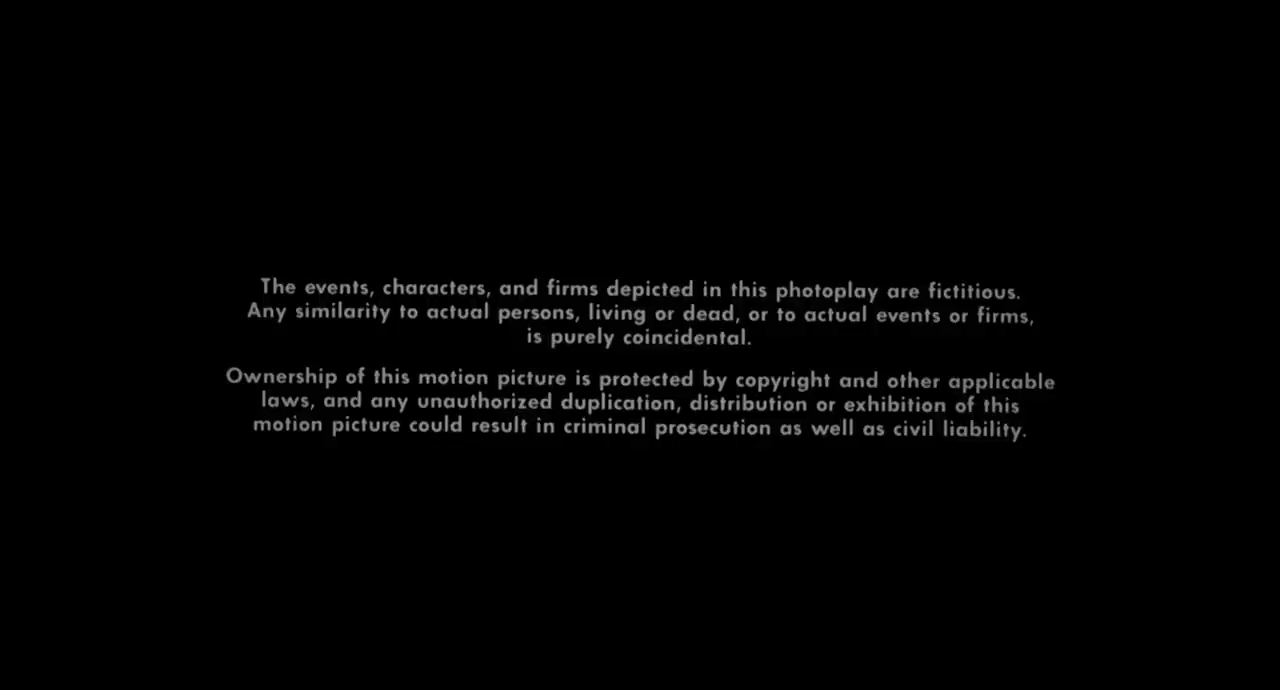 The events, characters, and firms depicted in this photoplay are fictitious.
Any similarity to actual persons, living or dead, or to actual events or firms,
is purely coincidental.
Ownership of this motion picture is protected by copyright and other applicable
laws, and any unauthorized duplication, distribution or exhibition of this
motion picture could result in criminal prosecution as well as civil liability.